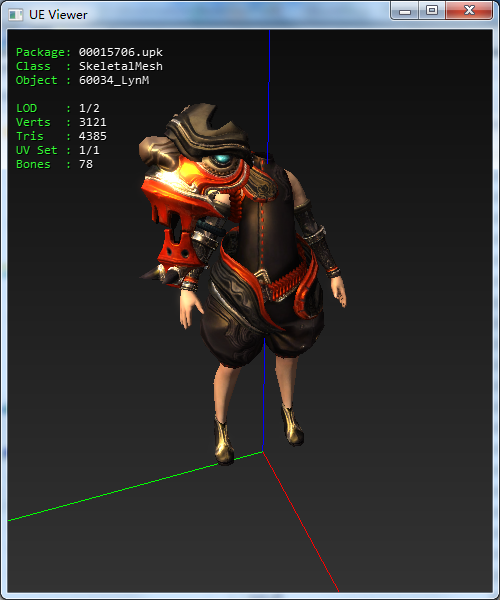 UE Viewer
Package: 00015706.upk
Class : SkeletalMesh
Object : 60034_LynM
LOD : 1/2
Verts : 3121
Tris : 4385
UV Set : 1/1
Bones : 78